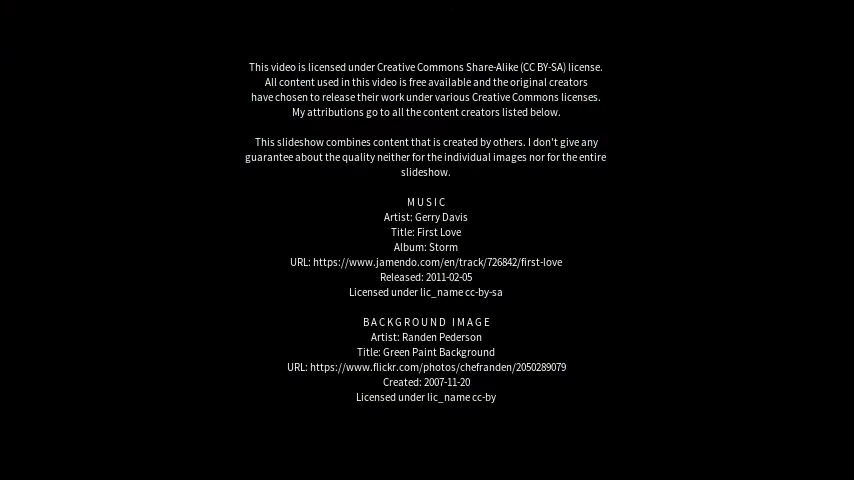 This video is licensed under Creative Commons Share-Alike (CC BY-SA) license.
All content used in this video is free available and the original creators
have chosen to release their work under various Creative Commons licenses.
My attributions go to all the content creators listed below.
This slideshow combines content that is created by others. I don't give any
guarantee about the quality neither for the individual images nor for the entire
slideshow.
MUSIC
Artist: Gerry Davis
Title: First Love
Album: Storm
URL: https://www.jamendo.com/en/track/726842/first-love
Released: 2011-02-05
Licensed under lic_name cc-by-sa
BACKGROUND IMAGE
Artist: Randen Pederson
Title: Green Paint Background
URL: https://www.flickr.com/photos/chefranden/2050289079
Created: 2007-11-20
Licensed under lic_name cc-by